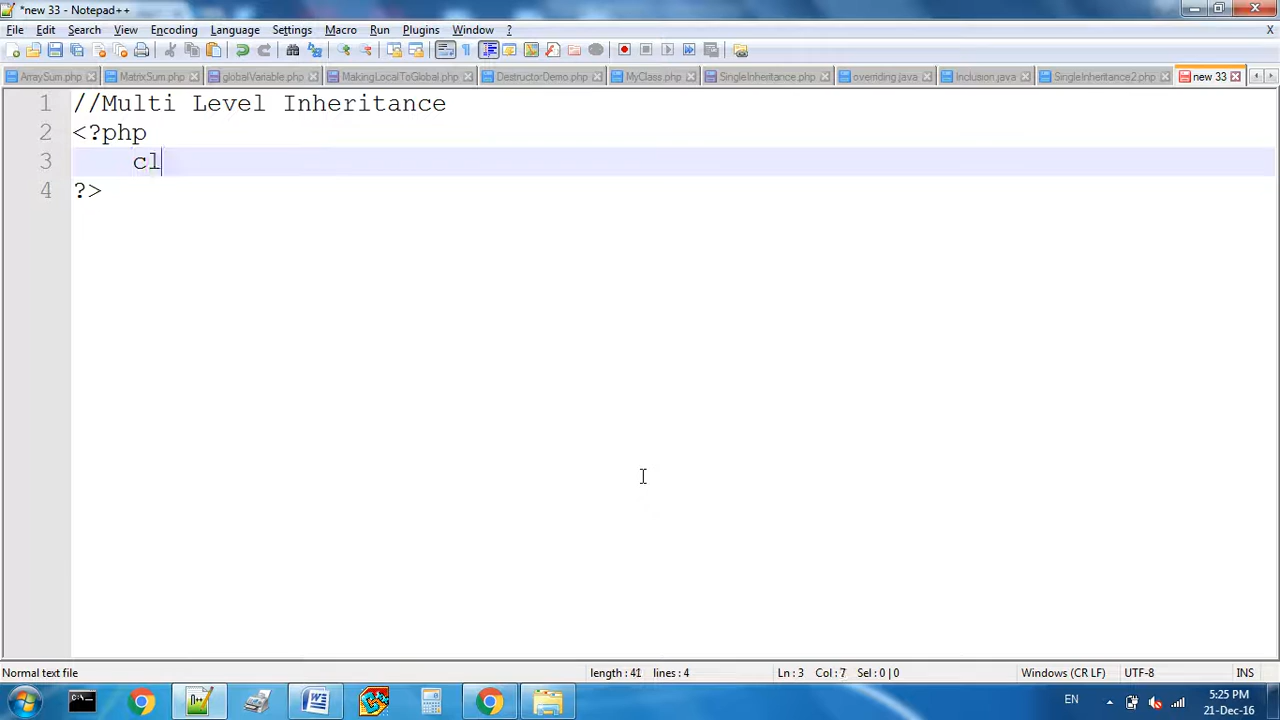 *new 33 - Notepad++
File Edit Search View Encoding Language Settings Macro Run Plugins Window ? X
ArraySum.php MatrixSum.php globalVariable.php MakingLocalToGlobal.php DestructorDemo.php MyClass.php SingleInheritance.php overriding.java Inclusion.java SingleInheritance2.php new 33
1 //Multi Level Inheritance
2 <?php
3 cl
4 ?>
Normal text file length : 41 lines : 4 Ln : 3 Col : 7 Sel : 0 | 0 Windows (CR LF) UTF-8 INS
EN 5:25 PM
21-Dec-16